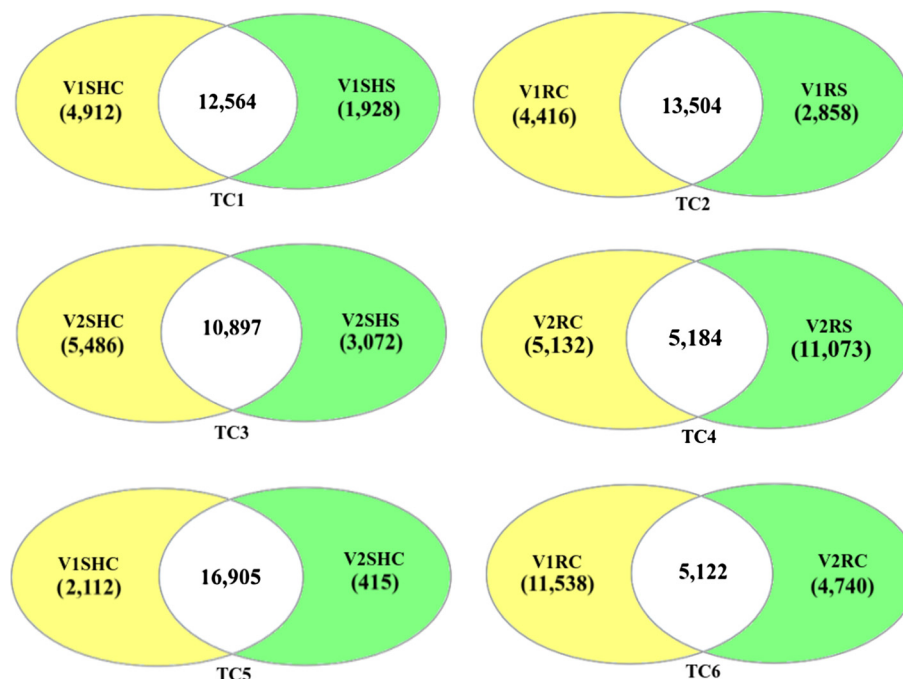 V1SHC
(4,912)
12,564
V1SHS
(1,928)
TC1
V1RC
(4,416)
13,504
V1RS
(2,858)
TC2
V2SHC
(5,486)
10,897
V2SHS
(3,072)
TC3
V2RC
(5,132)
5,184
V2RS
(11,073)
TC4
V1SHC
(2,112)
16,905
V2SHC
(415)
TC5
V1RC
(11,538)
5,122
V2RC
(4,740)
TC6